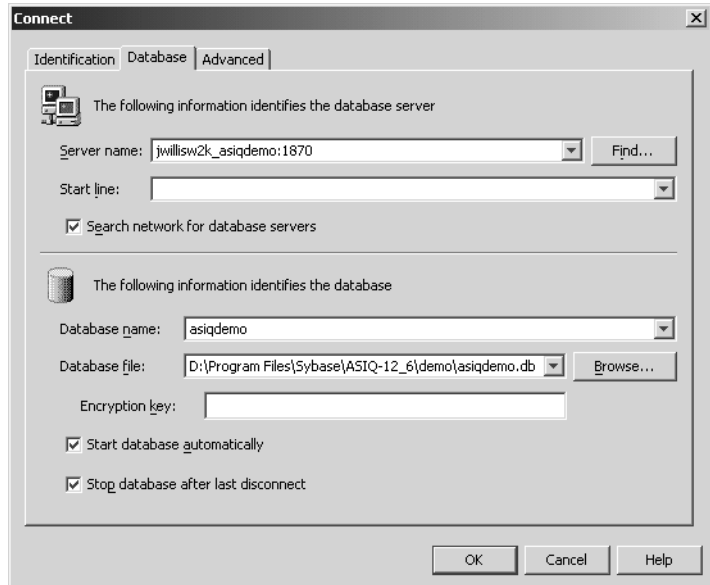 Connect
Identification Database Advanced
The following information identifies the database server
Server name: jwillisw2k_asiqdemo:1870 Find...
Start line:
Search network for database servers
The following information identifies the database
Database name: asiqdemo
Database file: D:\Program Files\Sybase\ASIQ-12_6\demo\asiqdemo.db Browse...
Encryption key:
Start database automatically
Stop database after last disconnect
OK Cancel Help